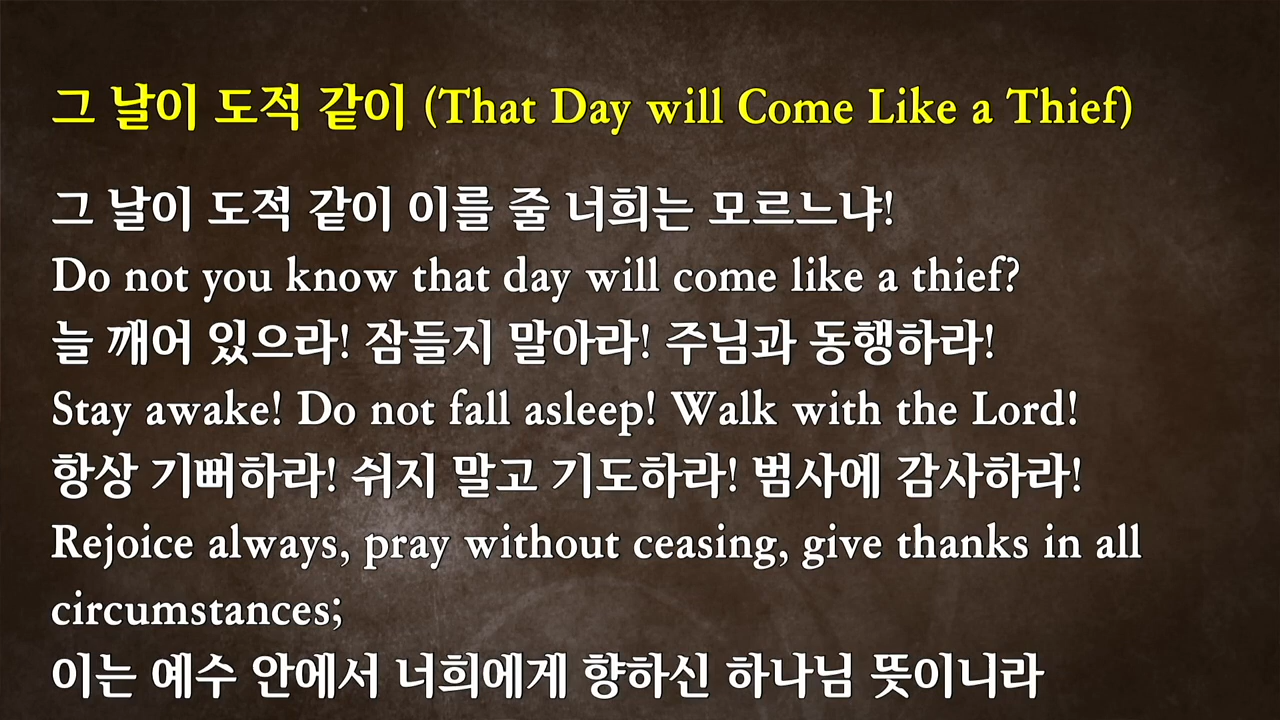 그 날이 도적 같이 (That Day will Come Like a Thief)
그 날이 도적 같이 이를 줄 너희는 모르느냐!
Do not you know that day will come like a thief?
늘 깨어 있으라! 잠들지 말아라! 주님과 동행하라!
Stay awake! Do not fall asleep! Walk with the Lord!
항상 기뻐하라! 쉬지 말고 기도하라! 범사에 감사하라!
Rejoice always, pray without ceasing, give thanks in all
circumstances;
이는 예수 안에서 너희에게 향하신 하나님 뜻이니라